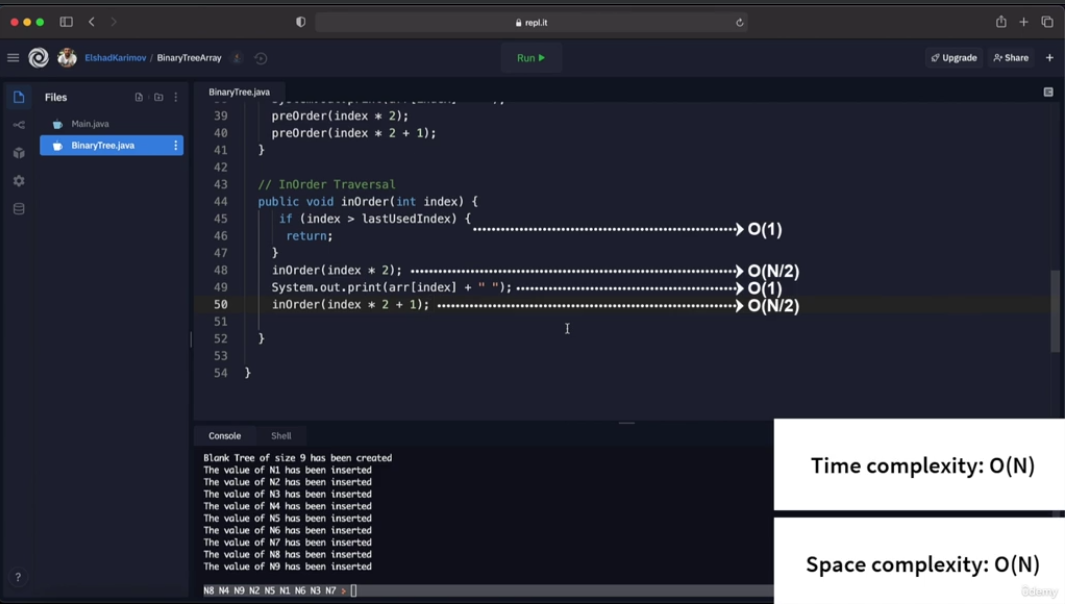 repl.it
ElshadKarimov / BinaryTreeArray
Run
Upgrade
Share
Files
Main.java
BinaryTree.java
BinaryTree.java
39 preOrder(index * 2);
40 preOrder(index * 2 + 1);
41 }
42
43 // InOrder Traversal
44 public void inOrder(int index) {
45 if (index > lastUsedIndex) {
O(1)
46 return;
47 }
48 inOrder(index * 2); O(N/2)
49 System.out.print(arr[index] + " "); O(1)
50 inOrder(index * 2 + 1); O(N/2)
51
52 }
53
54 }
Console Shell
Blank Tree of size 9 has been created
The value of N1 has been inserted
The value of N2 has been inserted
The value of N3 has been inserted
The value of N4 has been inserted
The value of N5 has been inserted
The value of N6 has been inserted
The value of N7 has been inserted
The value of N8 has been inserted
The value of N9 has been inserted
N8 N4 N9 N2 N5 N1 N6 N3 N7 >
Time complexity: O(N)
Space complexity: O(N)
?
Udemy